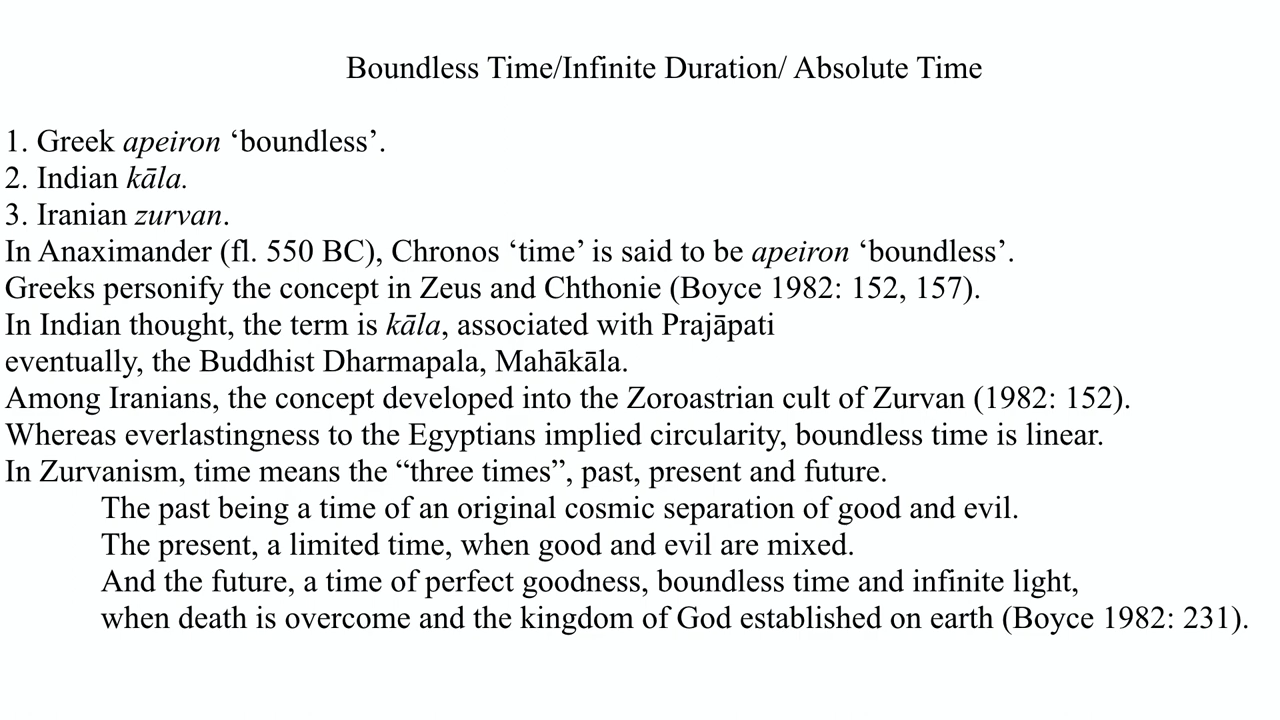 Boundless Time/Infinite Duration/ Absolute Time
1. Greek apeiron ‘boundless’.
2. Indian kāla.
3. Iranian zurvan.
In Anaximander (fl. 550 BC), Chronos ‘time’ is said to be apeiron ‘boundless’.
Greeks personify the concept in Zeus and Chthonie (Boyce 1982: 152, 157).
In Indian thought, the term is kāla, associated with Prajāpati
eventually, the Buddhist Dharmapala, Mahākāla.
Among Iranians, the concept developed into the Zoroastrian cult of Zurvan (1982: 152).
Whereas everlastingness to the Egyptians implied circularity, boundless time is linear.
In Zurvanism, time means the “three times”, past, present and future.
The past being a time of an original cosmic separation of good and evil.
The present, a limited time, when good and evil are mixed.
And the future, a time of perfect goodness, boundless time and infinite light,
when death is overcome and the kingdom of God established on earth (Boyce 1982: 231).